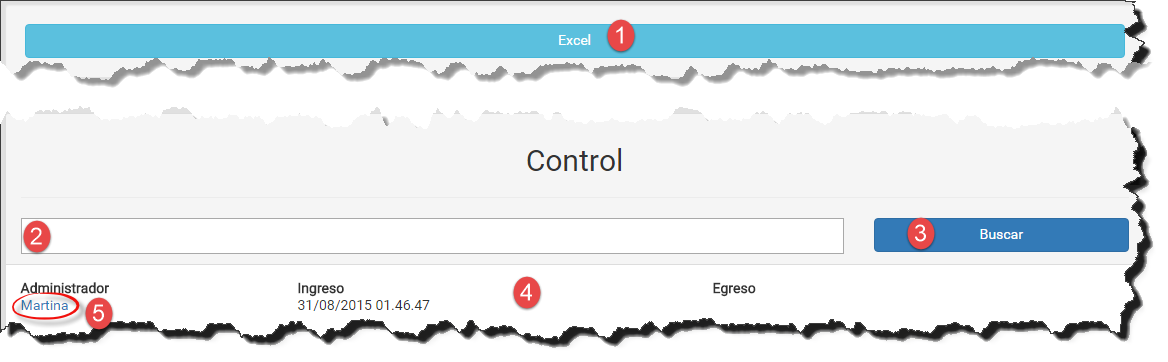 Excel 1
Control
2 3 Buscar
Administrador Ingreso Egreso
4
Martina 31/08/2015 01.46.47
5